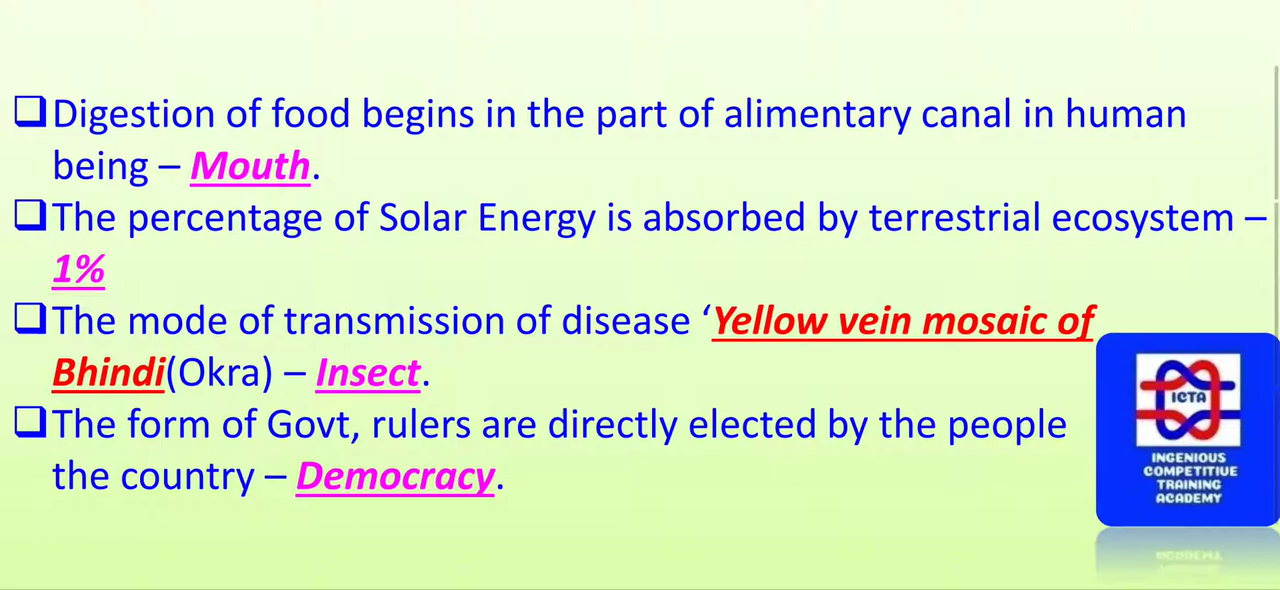 ❑Digestion of food begins in the part of alimentary canal in human
being – Mouth.
❑The percentage of Solar Energy is absorbed by terrestrial ecosystem –
1%
❑The mode of transmission of disease ‘Yellow vein mosaic of
Bhindi(Okra) – Insect.
❑The form of Govt, rulers are directly elected by the people
the country – Democracy.
ICTA
INGENIOUS
COMPETITIVE
TRAINING
ACADEMY